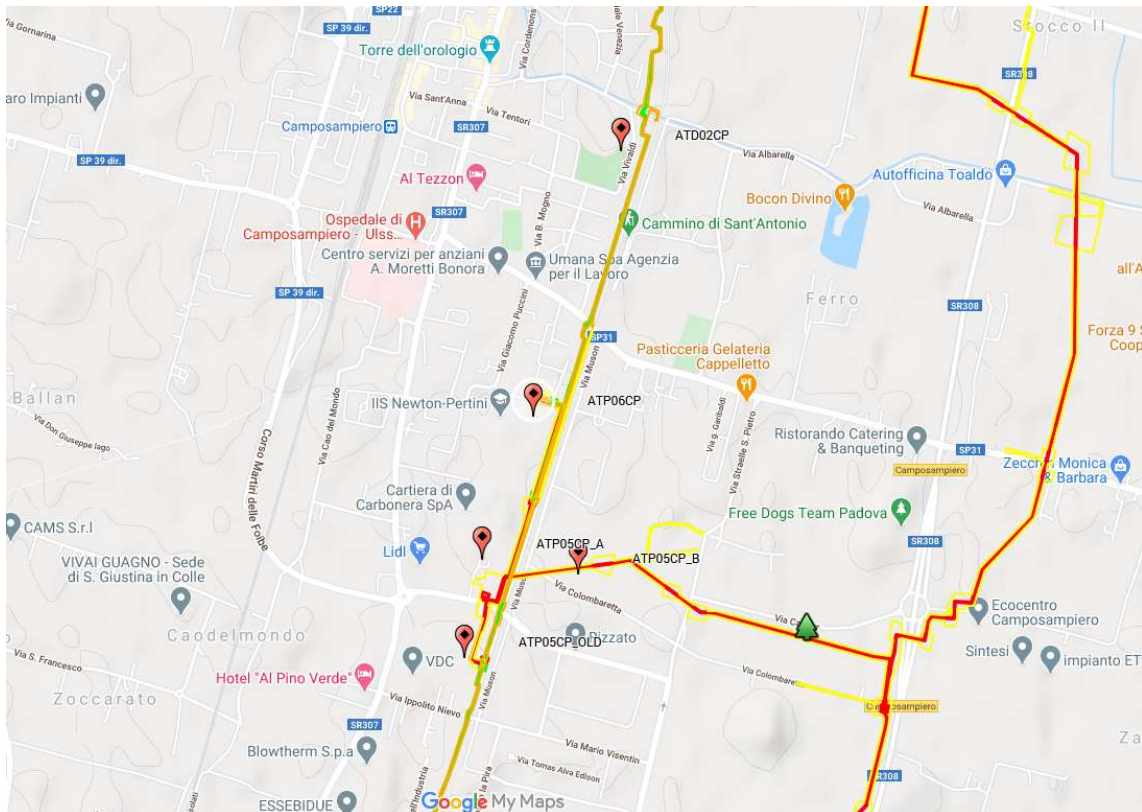 Via Gornarina
SP 39 dir.
SP22
Via Cordenons
Stocco II
Torre dell'orologio
SR308
aro Impianti
Via Sant'Anna
Via Tentori
Camposampiero
SR307
ATD02CP
Via Vivaldi
Via Albarella
SP 39 dir.
Al Tezzon
Autofficina Toaldo
Bocon Divino
SR307
Via B. Mogno
Via Albarella
Ospedale di
Camposampiero - Ulss...
Cammino di Sant'Antonio
Centro servizi per anziani
A. Moretti Bonora
Umana Spa Agenzia
per il Lavoro
all'A
SP 39 dir.
Ferro
SR308
Via Giacomo Puccini
SP31
Via Muson
Forza 9 S
Coop
Pasticceria Gelateria
Cappelletto
Ballan
IIS Newton-Pertini
ATP06CP
Via Cao del Mondo
Via g. Garibaldi
Via Straelle S. Pietro
Via Don Giuseppe Iago
Corso Martiri delle Foibe
Ristorando Catering
& Banqueting
SP31
Camposampiero
Zecchin Monica
& Barbara
Cartiera di
Carbonera SpA
Free Dogs Team Padova
CAMS S.r.l
ATP05CP_A
SR308
Lidl
ATP05CP_B
VIVAI GUAGNO - Sede
di S. Giustina in Colle
Via Colombaretta
Ecocentro
Camposampiero
Caodelmondo
Pizzato
ATP05CP_OLD
Sintesi
impianto ET
Via S. Francesco
VDC
Hotel "Al Pino Verde"
Via Colombaretta
Zoccarato
Via Muson
Via Ippolito Nievo
Camposampiero
SR307
Via Mario Visentin
Blowtherm S.p.a
Via Tomas Alva Edison
SR308
ESSEBIDUE
dell'Industria
Google My Maps